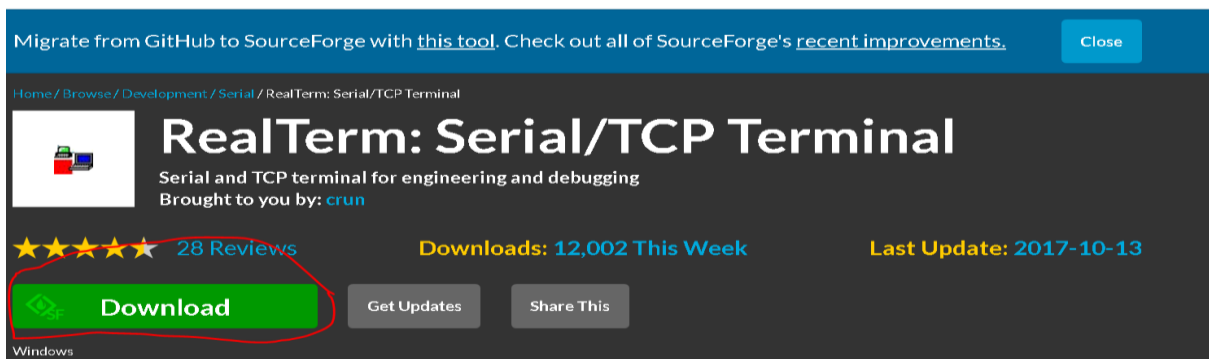 Migrate from GitHub to SourceForge with this tool. Check out all of SourceForge's recent improvements. Close
Home / Browse / Development / Serial / RealTerm: Serial/TCP Terminal
RealTerm: Serial/TCP Terminal
Serial and TCP terminal for engineering and debugging
Brought to you by: crun
28 Reviews Downloads: 12,002 This Week Last Update: 2017-10-13
SF Download Get Updates Share This
Windows